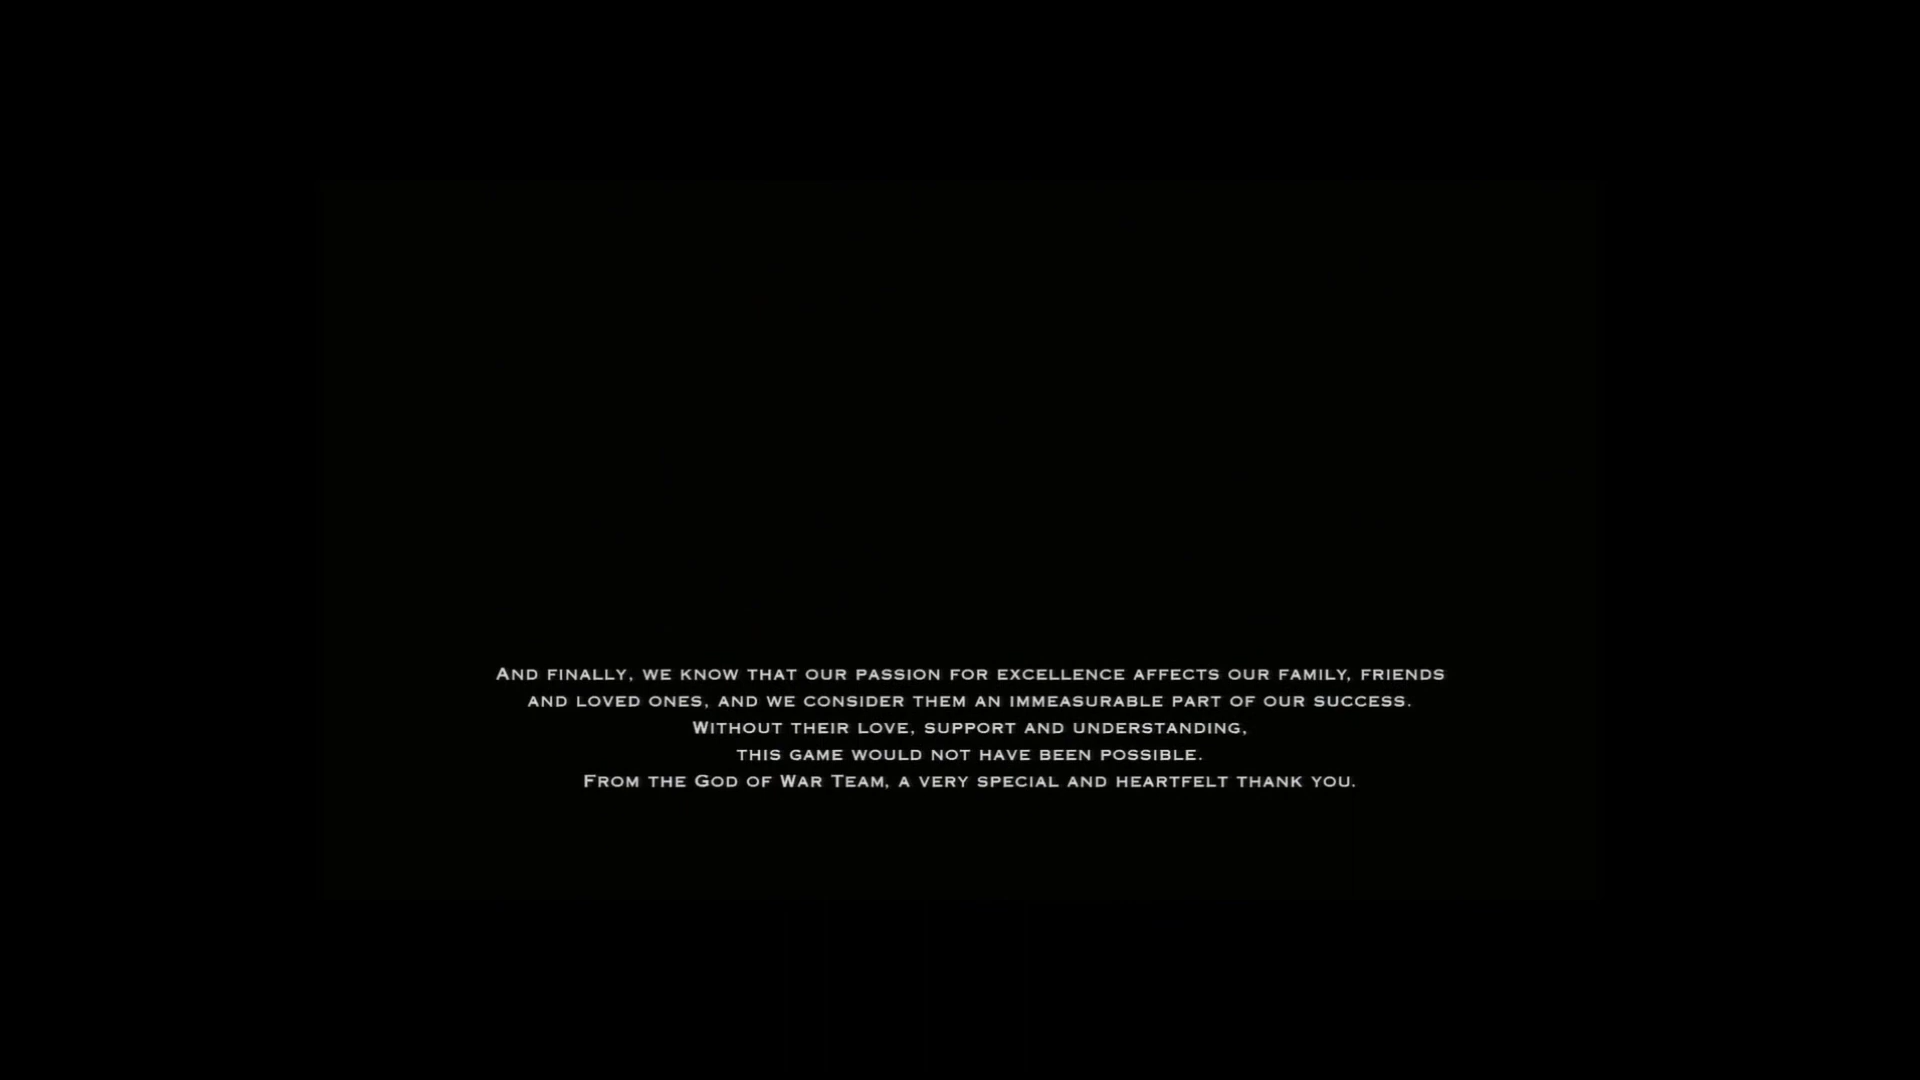 And finally, we know that our passion for excellence affects our family, friends
and loved ones, and we consider them an immeasurable part of our success.
Without their love, support and understanding,
this game would not have been possible.
From the God of War Team, a very special and heartfelt thank you.